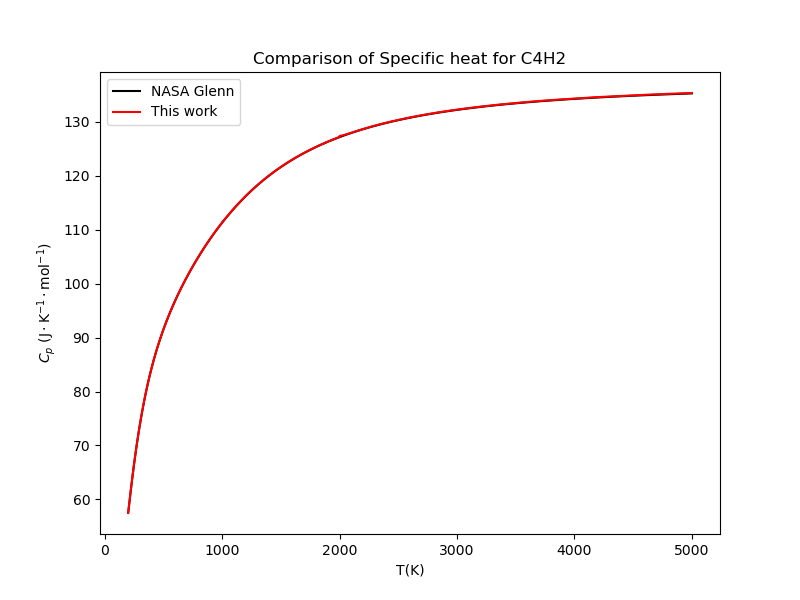 Comparison of Specific heat for C4H2
NASA Glenn
This work
130
120
110
100
90
80
70
60
C_p (J · K⁻¹ · mol⁻¹)
0 1000 2000 3000 4000 5000
T(K)